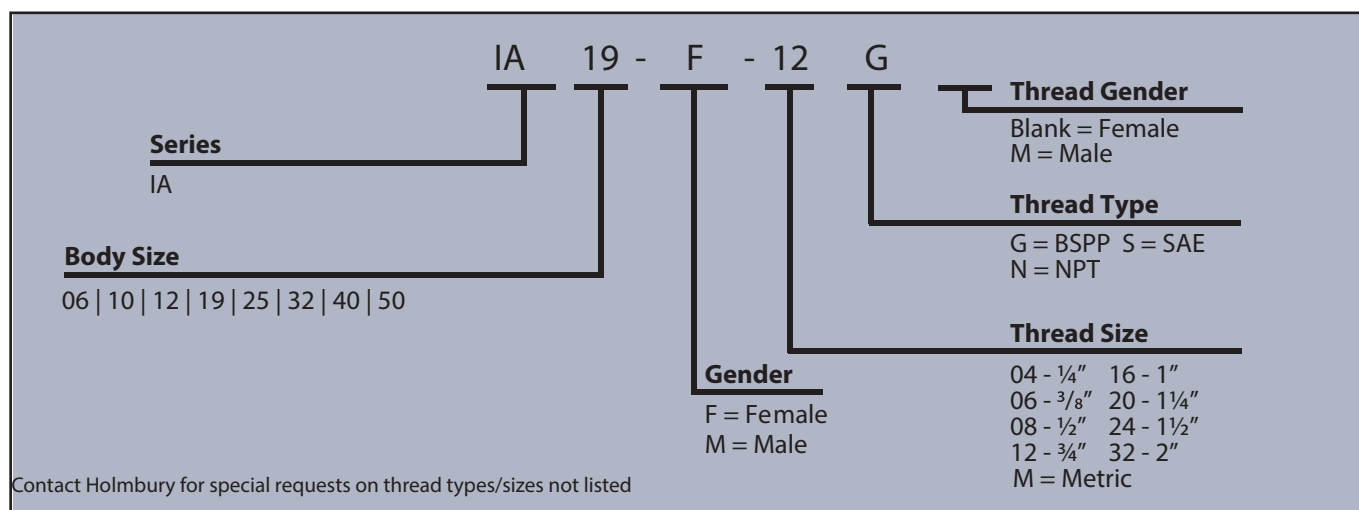 IA 19 - F - 12 G
Series
IA
Body Size
06 | 10 | 12 | 19 | 25 | 32 | 40 | 50
Gender
F = Female
M = Male
Thread Gender
Blank = Female
M = Male
Thread Type
G = BSPP S = SAE
N = NPT
Thread Size
04 - ¼″ 16 - 1″
06 - ³/₈″ 20 - 1¼″
08 - ½″ 24 - 1½″
12 - ¾″ 32 - 2″
M = Metric
Contact Holmbury for special requests on thread types/sizes not listed